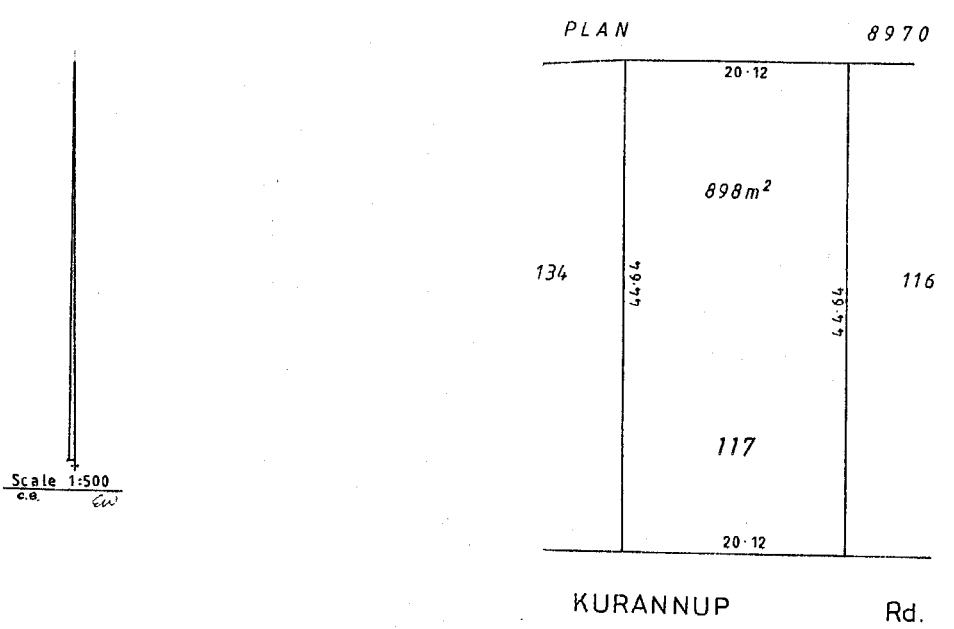 PLAN 8970
20·12
898m²
134
44·64
44·64
116
117
Scale 1:500
C.B.
EW
20·12
KURANNUP Rd.